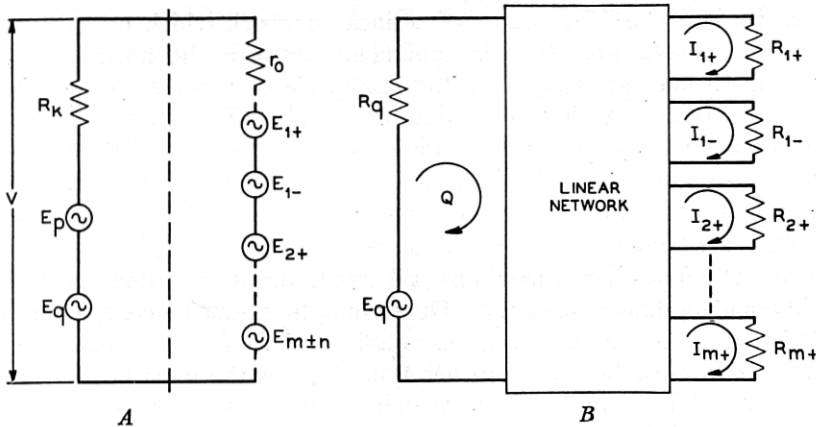 V
R_K
E_p
E_q
r_0
E_1+
E_1-
E_2+
E_m±n
A
R_q
Q
E_q
LINEAR
NETWORK
I_1+
R_1+
I_1-
R_1-
I_2+
R_2+
I_m+
R_m+
B